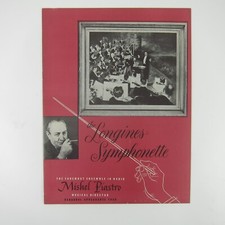 The Longines
Symphonette
THE FOREMOST ENSEMBLE IN RADIO
Mishel Piastro
MUSICAL DIRECTOR